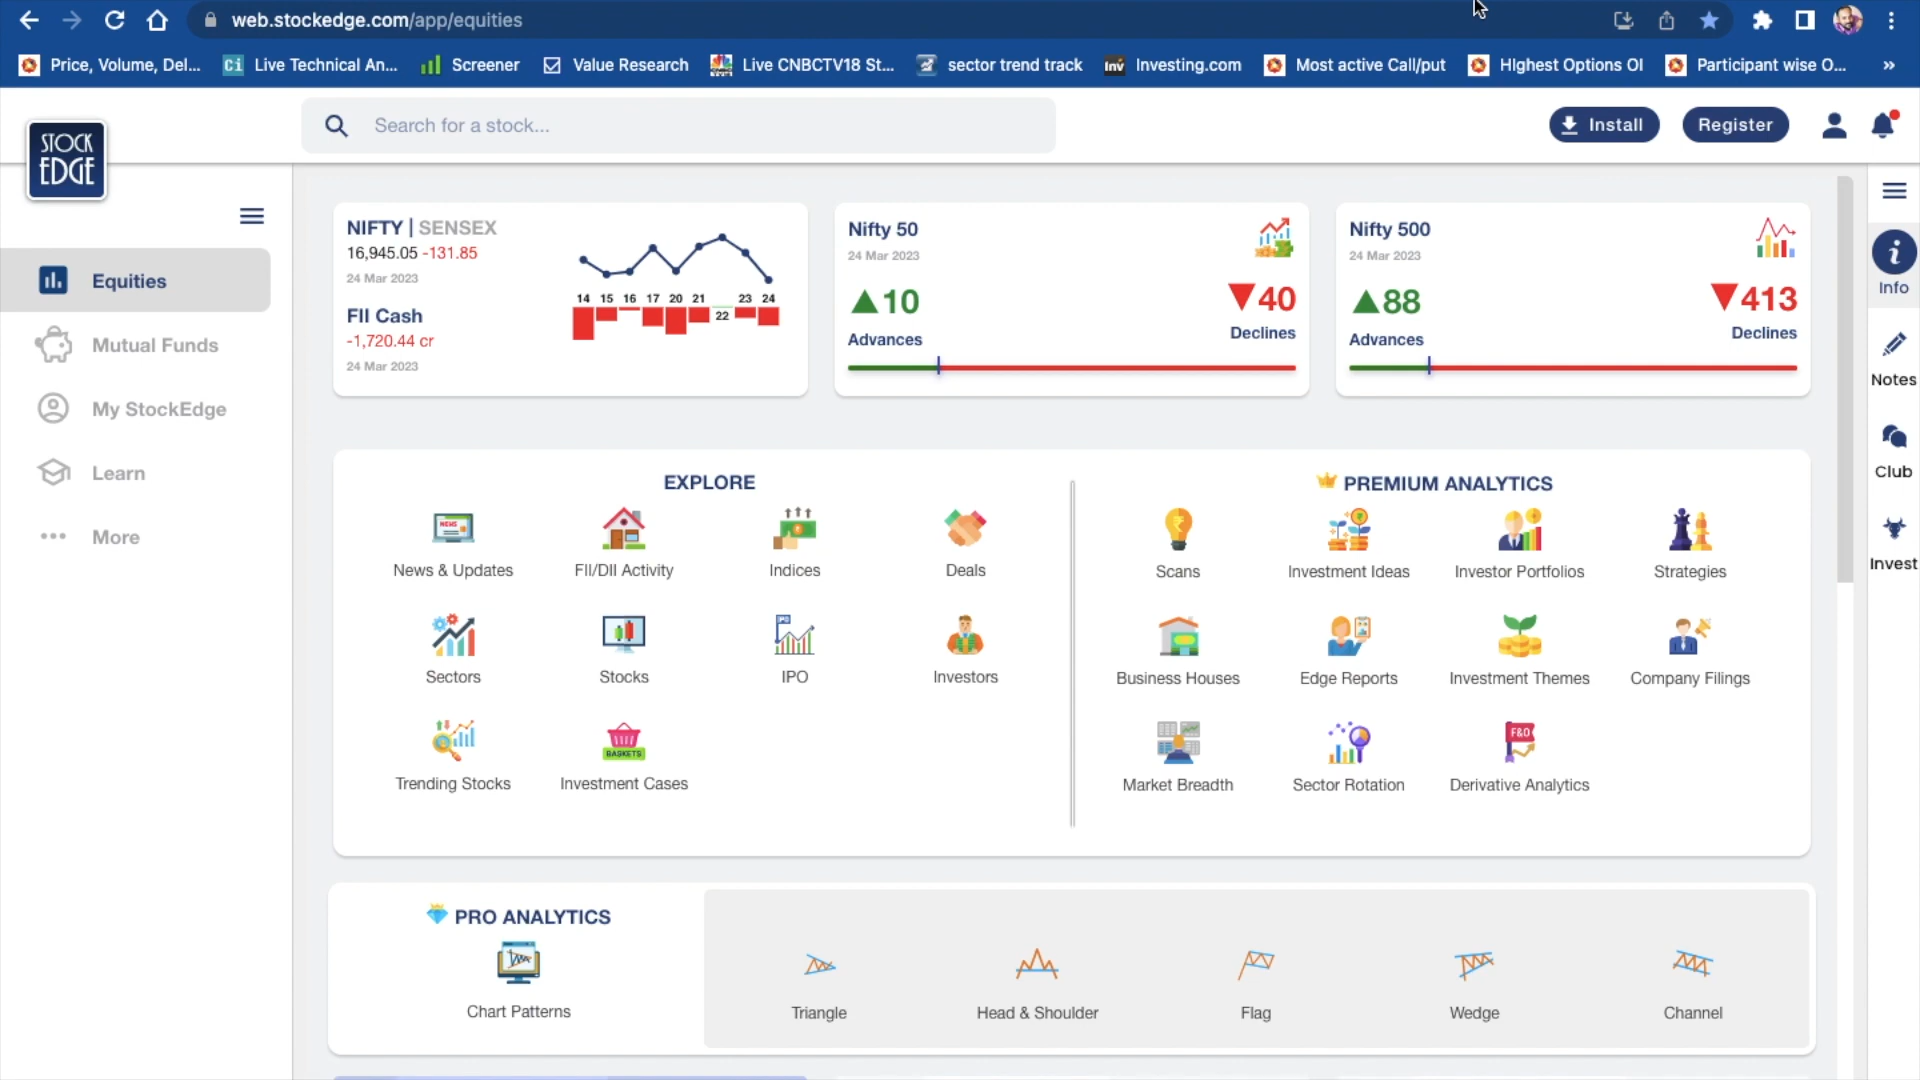 web.stockedge.com/app/equities
Price, Volume, Del...
Ci Live Technical An...
Screener
Value Research
Live CNBCTV18 St...
sector trend track
Inv Investing.com
Most active Call/put
HIghest Options OI
Participant wise O...
»
STOCK
EDGE
Search for a stock...
Install
Register
Equities
Mutual Funds
My StockEdge
Learn
More
NIFTY | SENSEX
16,945.05 -131.85
24 Mar 2023
FII Cash
-1,720.44 cr
24 Mar 2023
14 15 16 17 20 21 22 23 24
Nifty 50
24 Mar 2023
10
Advances
40
Declines
Nifty 500
24 Mar 2023
88
Advances
413
Declines
EXPLORE
NEWS
News & Updates
FII/DII Activity
Indices
Deals
Sectors
Stocks
IPO
Investors
Trending Stocks
BASKETS
Investment Cases
PREMIUM ANALYTICS
Scans
Investment Ideas
Investor Portfolios
Strategies
Business Houses
Edge Reports
Investment Themes
Company Filings
Market Breadth
Sector Rotation
F&O
Derivative Analytics
PRO ANALYTICS
Chart Patterns
Triangle
Head & Shoulder
Flag
Wedge
Channel
Info
Notes
Club
Invest